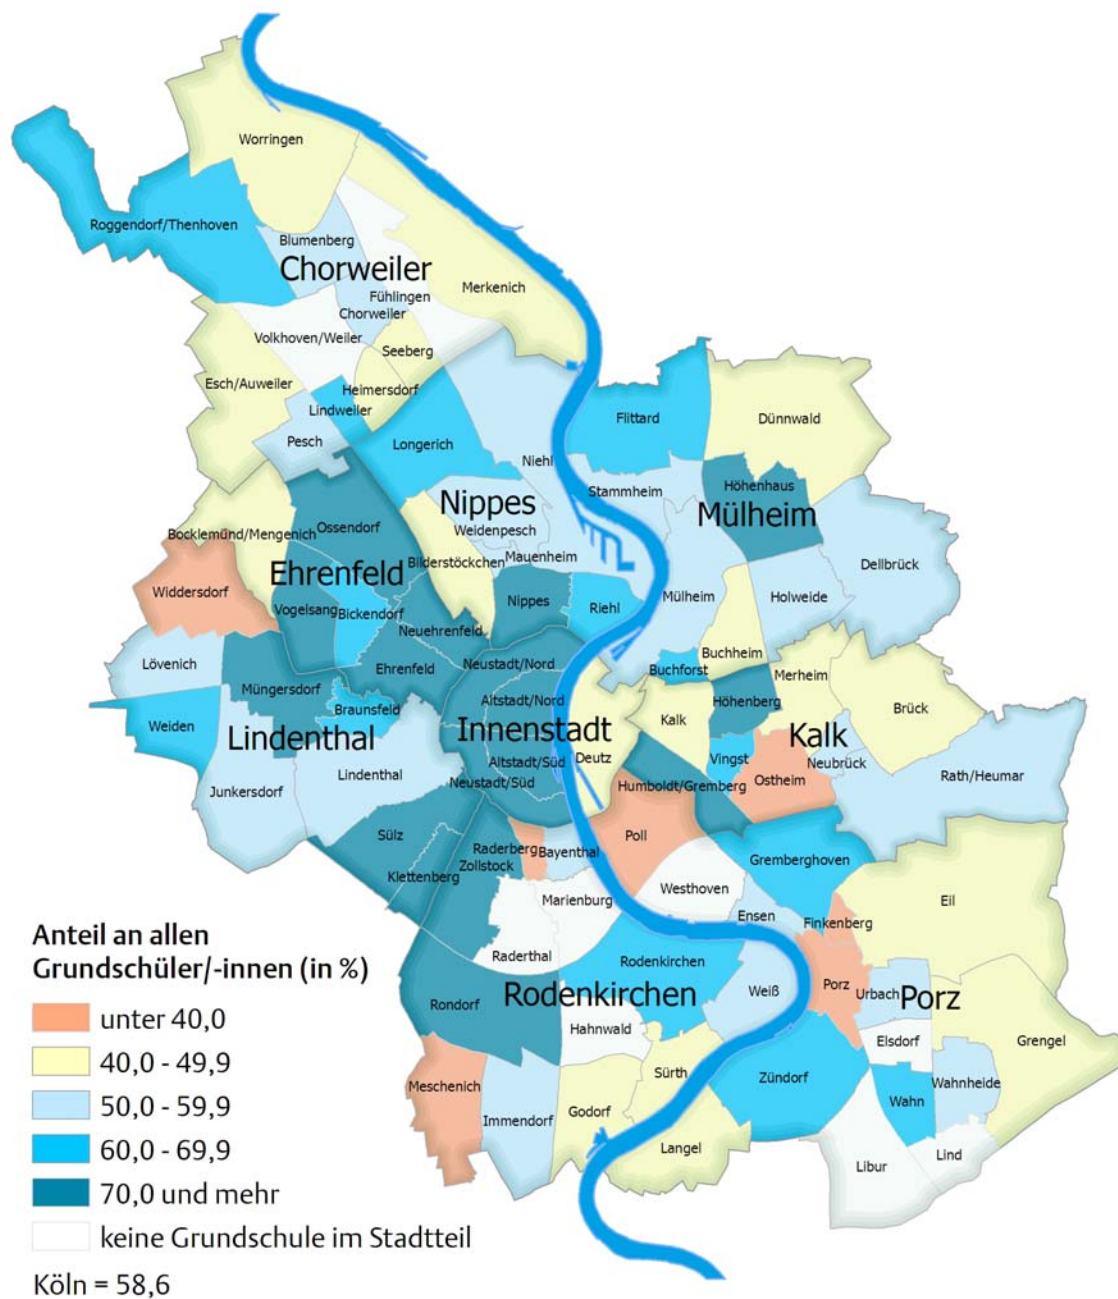 Worringen
Roggendorf/Thenhoven
Blumenberg
Chorweiler
Merkenich
Fühlingen
Chorweiler
Volkhoven/Weiler
Seeberg
Esch/Auweiler
Heimersdorf
Lindweiler
Pesch
Longerich
Flittard
Dünnwald
Niehl
Stammheim
Höhenhaus
Nippes
Mülheim
Ossendorf
Weidenpesch
Bocklemünd/Mengenich
Mauenheim
Bilderstöckchen
Dellbrück
Ehrenfeld
Widdersdorf
Nippes
Riehl
Mülheim
Holweide
Vogelsang
Bickendorf
Neuehrenfeld
Buchheim
Lövenich
Ehrenfeld
Neustadt/Nord
Buchforst
Merheim
Müngersdorf
Altstadt/Nord
Höhenberg
Brück
Braunsfeld
Weiden
Lindenthal
Innenstadt
Kalk
Kalk
Deutz
Vingst
Altstadt/Süd
Neubrück
Lindenthal
Ostheim
Rath/Heumar
Junkersdorf
Neustadt/Süd
Humboldt/Gremberg
Sülz
Poll
Raderberg
Bayenthal
Zollstock
Gremberghoven
Klettenberg
Westhoven
Marienburg
Eil
Ensen
Finkenberg
Raderthal
Rodenkirchen
Porz
Weiß
Urbach
Porz
Rodenkirchen
Rondorf
Hahnwald
Elsdorf
Grengel
Sürth
Zündorf
Meschenich
Wahnheide
Wahn
Immendorf
Godorf
Langel
Lind
Libur
Anteil an allen
Grundschüler/-innen (in %)
unter 40,0
40,0 - 49,9
50,0 - 59,9
60,0 - 69,9
70,0 und mehr
keine Grundschule im Stadtteil
Köln = 58,6